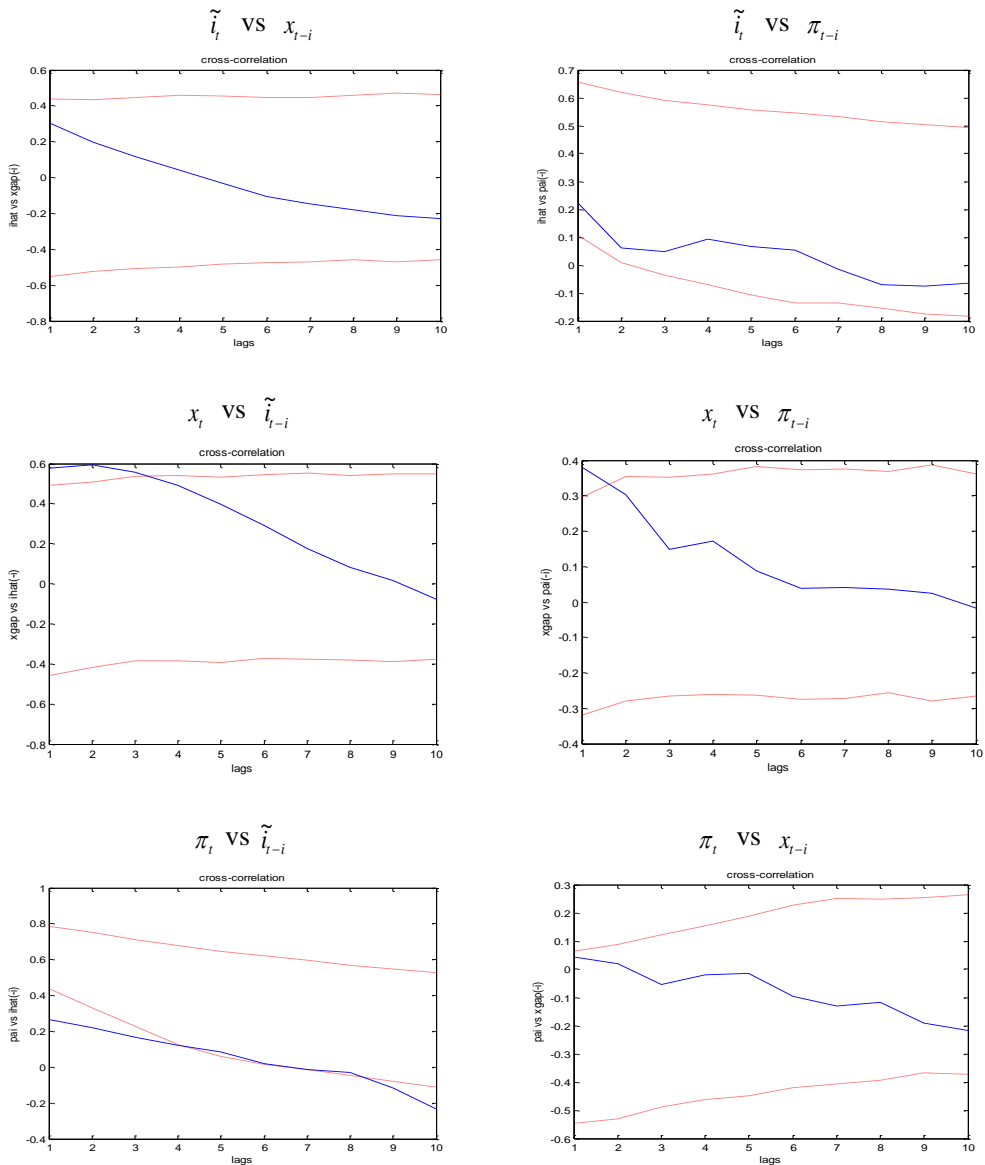 ĩ_t vs x_{t−i}
cross-correlation
0.6
0.4
0.2
0
-0.2
-0.4
-0.6
-0.8
ihat vs xgap(-i)
1 2 3 4 5 6 7 8 9 10
lags
ĩ_t vs π_{t−i}
cross-correlation
0.7
0.6
0.5
0.4
0.3
0.2
0.1
0
-0.1
-0.2
ihat vs pai(-i)
1 2 3 4 5 6 7 8 9 10
lags
x_t vs ĩ_{t−i}
cross-correlation
0.6
0.4
0.2
0
-0.2
-0.4
-0.6
-0.8
xgap vs ihat(-i)
1 2 3 4 5 6 7 8 9 10
lags
x_t vs π_{t−i}
cross-correlation
0.4
0.3
0.2
0.1
0
-0.1
-0.2
-0.3
-0.4
xgap vs pai(-i)
1 2 3 4 5 6 7 8 9 10
lags
π_t vs ĩ_{t−i}
cross-correlation
1
0.8
0.6
0.4
0.2
0
-0.2
-0.4
pai vs ihat(-i)
1 2 3 4 5 6 7 8 9 10
lags
π_t vs x_{t−i}
cross-correlation
0.3
0.2
0.1
0
-0.1
-0.2
-0.3
-0.4
-0.5
-0.6
pai vs xgap(-i)
1 2 3 4 5 6 7 8 9 10
lags